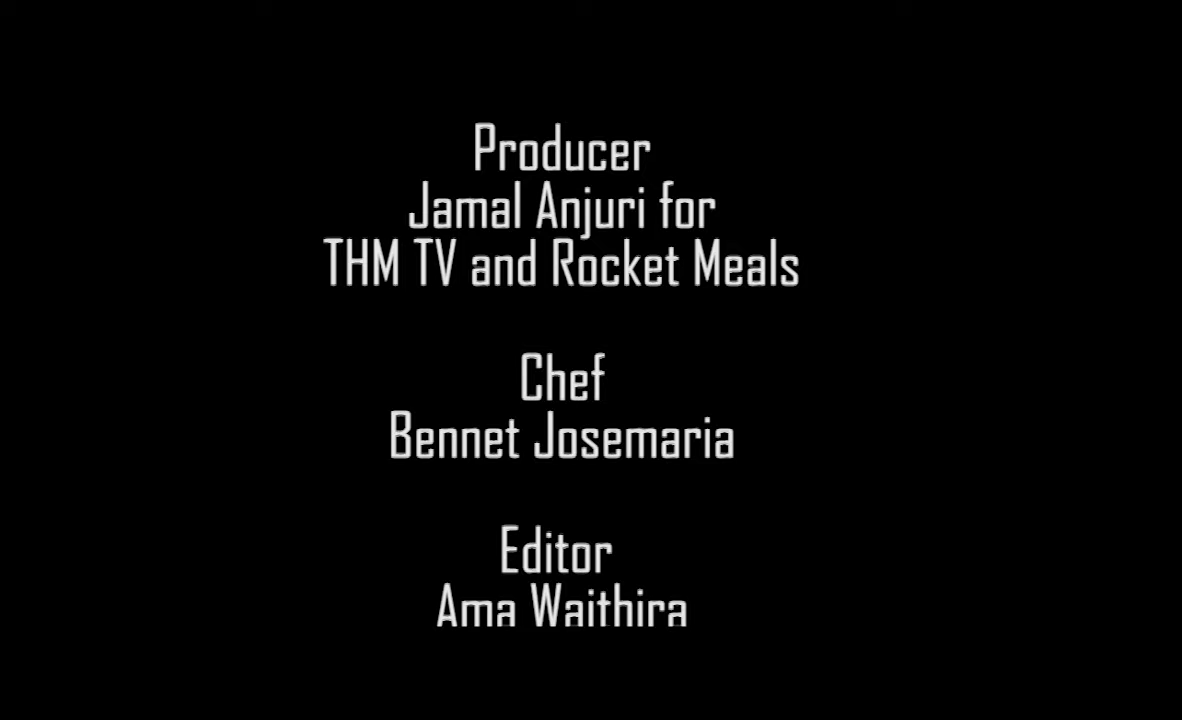 Producer
Jamal Anjuri for
THM TV and Rocket Meals
Chef
Bennet Josemaria
Editor
Ama Waithira